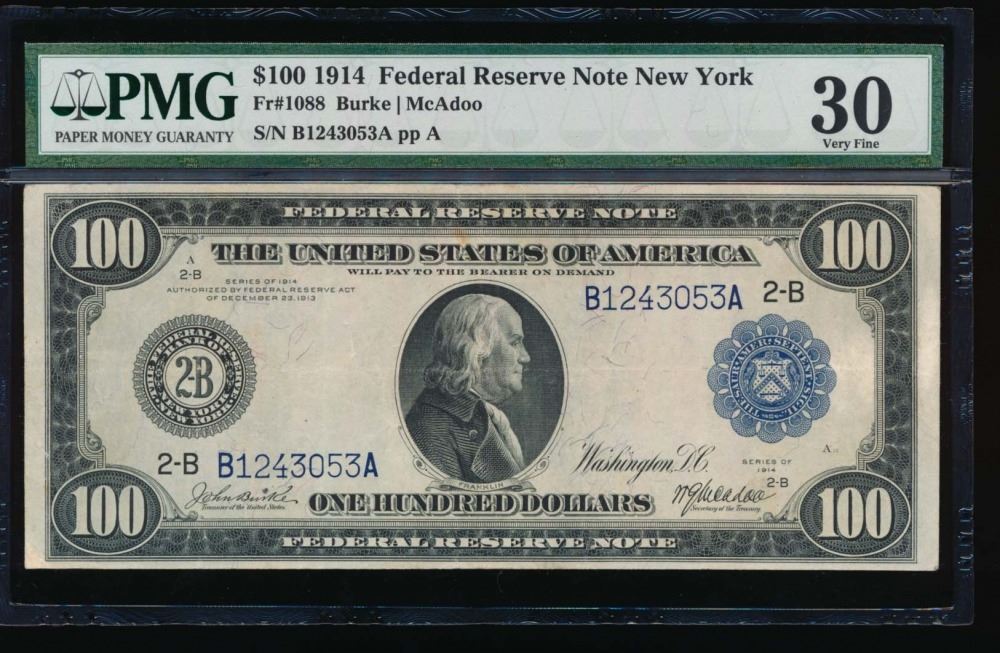 PMG
PAPER MONEY GUARANTY
$100 1914 Federal Reserve Note New York
Fr#1088 Burke | McAdoo
S/N B1243053A pp A
30
Very Fine
FEDERAL RESERVE NOTE
100
100
THE UNITED STATES OF AMERICA
WILL PAY TO THE BEARER ON DEMAND
A
2-B
SERIES OF 1914
AUTHORIZED BY FEDERAL RESERVE ACT
OF DECEMBER 23, 1913
B1243053A 2-B
2-B
2-B B1243053A
FRANKLIN
Washington, D.C.
SERIES OF
1914
2-B
John Burke
Treasurer of the United States
ONE HUNDRED DOLLARS
W G McAdoo
Secretary of the Treasury
100
100
FEDERAL RESERVE NOTE